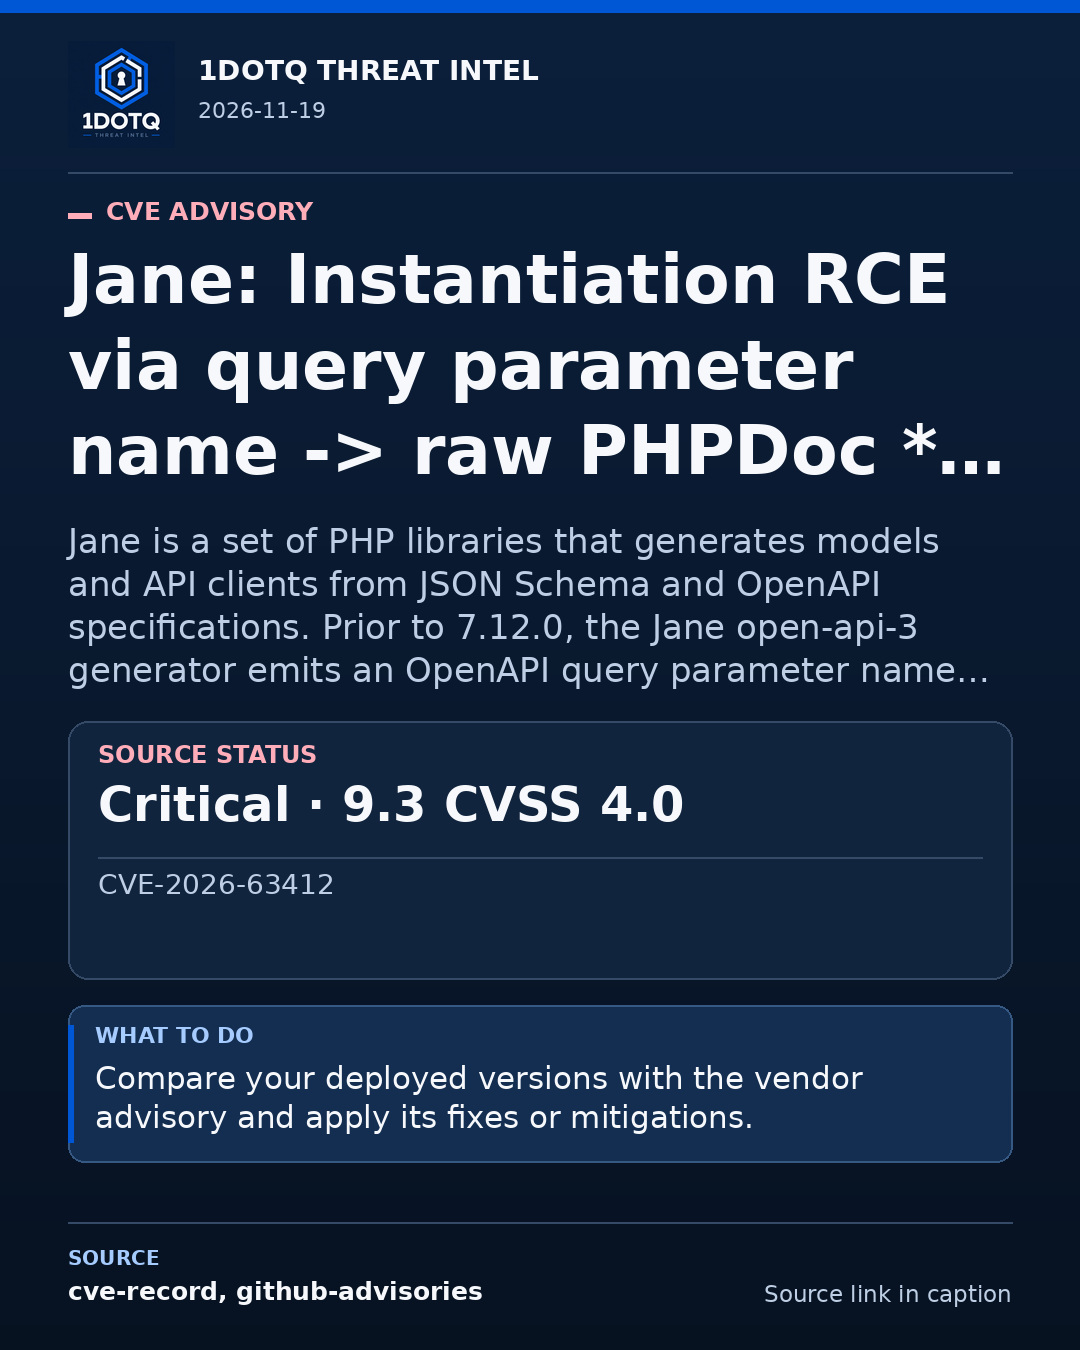 1DOTQ
THREAT INTEL
1DOTQ THREAT INTEL
2026-11-19
CVE ADVISORY
Jane: Instantiation RCE
via query parameter
name -> raw PHPDoc *…
Jane is a set of PHP libraries that generates models
and API clients from JSON Schema and OpenAPI
specifications. Prior to 7.12.0, the Jane open-api-3
generator emits an OpenAPI query parameter name…
SOURCE STATUS
Critical · 9.3 CVSS 4.0
CVE-2026-63412
WHAT TO DO
Compare your deployed versions with the vendor
advisory and apply its fixes or mitigations.
SOURCE
cve-record, github-advisories
Source link in caption